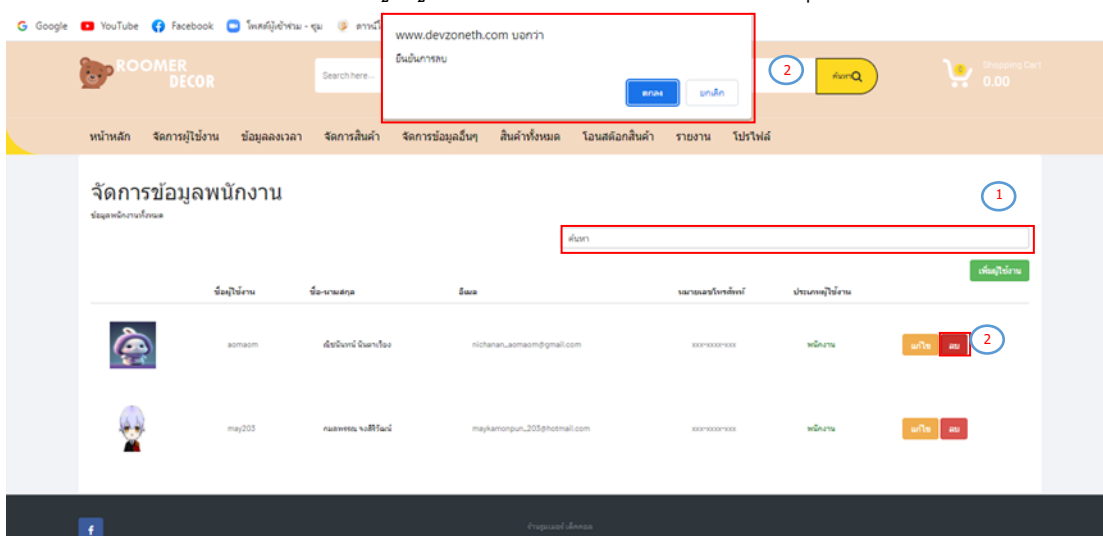 Google YouTube Facebook
www.devzoneth.com บอกว่า
ยืนยันการลบ
ตกลง ยกเลิก
2
ROOMER
DECOR
Search here...
ค้นหา
0
Shopping Cart
0.00
หน้าหลัก จัดการผู้ใช้งาน ข้อมูลลงเวลา จัดการสินค้า จัดการข้อมูลอื่นๆ สินค้าทั้งหมด โอนสต๊อกสินค้า รายงาน โปรไฟล์
จัดการข้อมูลพนักงาน
ข้อมูลพนักงานทั้งหมด
1
ค้นหา
เพิ่มผู้ใช้งาน
ชื่อผู้ใช้งาน ชื่อ-นามสกุล อีเมล หมายเลขโทรศัพท์ ประเภทผู้ใช้งาน
aomaom nichanan_aomaom@gmail.com xxx-xxxx-xxx พนักงาน แก้ไข ลบ 2
may203 maykamonpun_203@hotmail.com xxx-xxxx-xxx พนักงาน แก้ไข ลบ
f